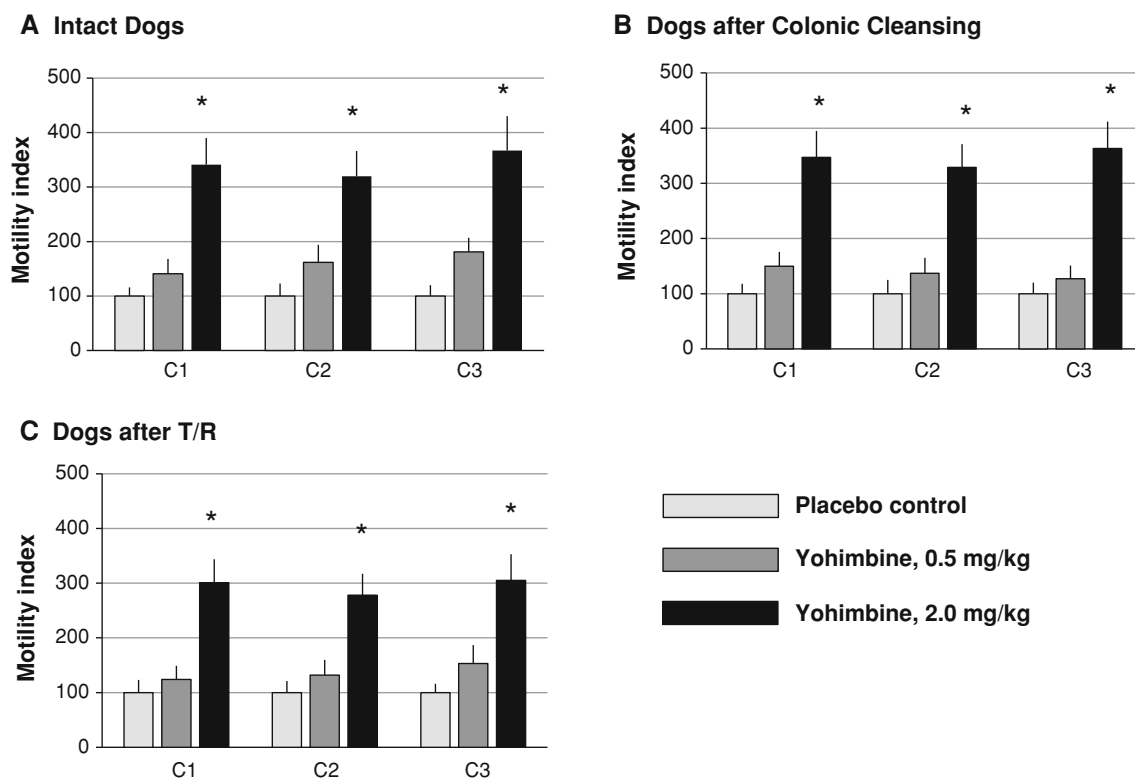 A Intact Dogs
Motility index
500
400
300
200
100
0
*
*
*
C1
C2
C3
B Dogs after Colonic Cleansing
Motility index
500
400
300
200
100
0
*
*
*
C1
C2
C3
C Dogs after T/R
Motility index
500
400
300
200
100
0
*
*
*
C1
C2
C3
Placebo control
Yohimbine, 0.5 mg/kg
Yohimbine, 2.0 mg/kg